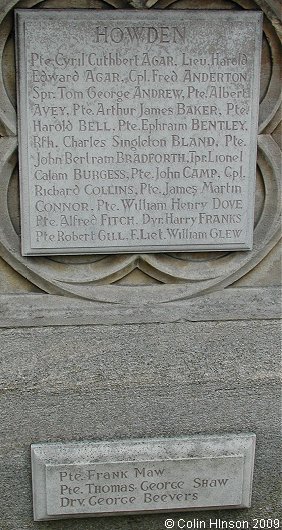 HOWDEN
Pte. Cyril Cuthbert AGAR. Lieu. Harold
Edward AGAR. Cpl. Fred ANDERTON.
Spr. Tom George ANDREW. Pte. Albert
AVEY. Pte. Arthur James BAKER. Pte.
Harold BELL. Pte. Ephraim BENTLEY.
Rfn. Charles Singleton BLAND. Pte.
John Bertram BRADFORTH. Tpr. Lionel
Calam BURGESS. Pte. John CAMP. Cpl.
Richard COLLINS. Pte. James Martin
CONNOR. Pte. William Henry DOVE
Pte. Alfred FITCH. Dvr. Harry FRANKS
Pte Robert GILL. F. Liet. William GLEW
Pte. Frank Maw
Pte. Thomas. George Shaw
Drv. George Beevers
© Colin HInson 2009